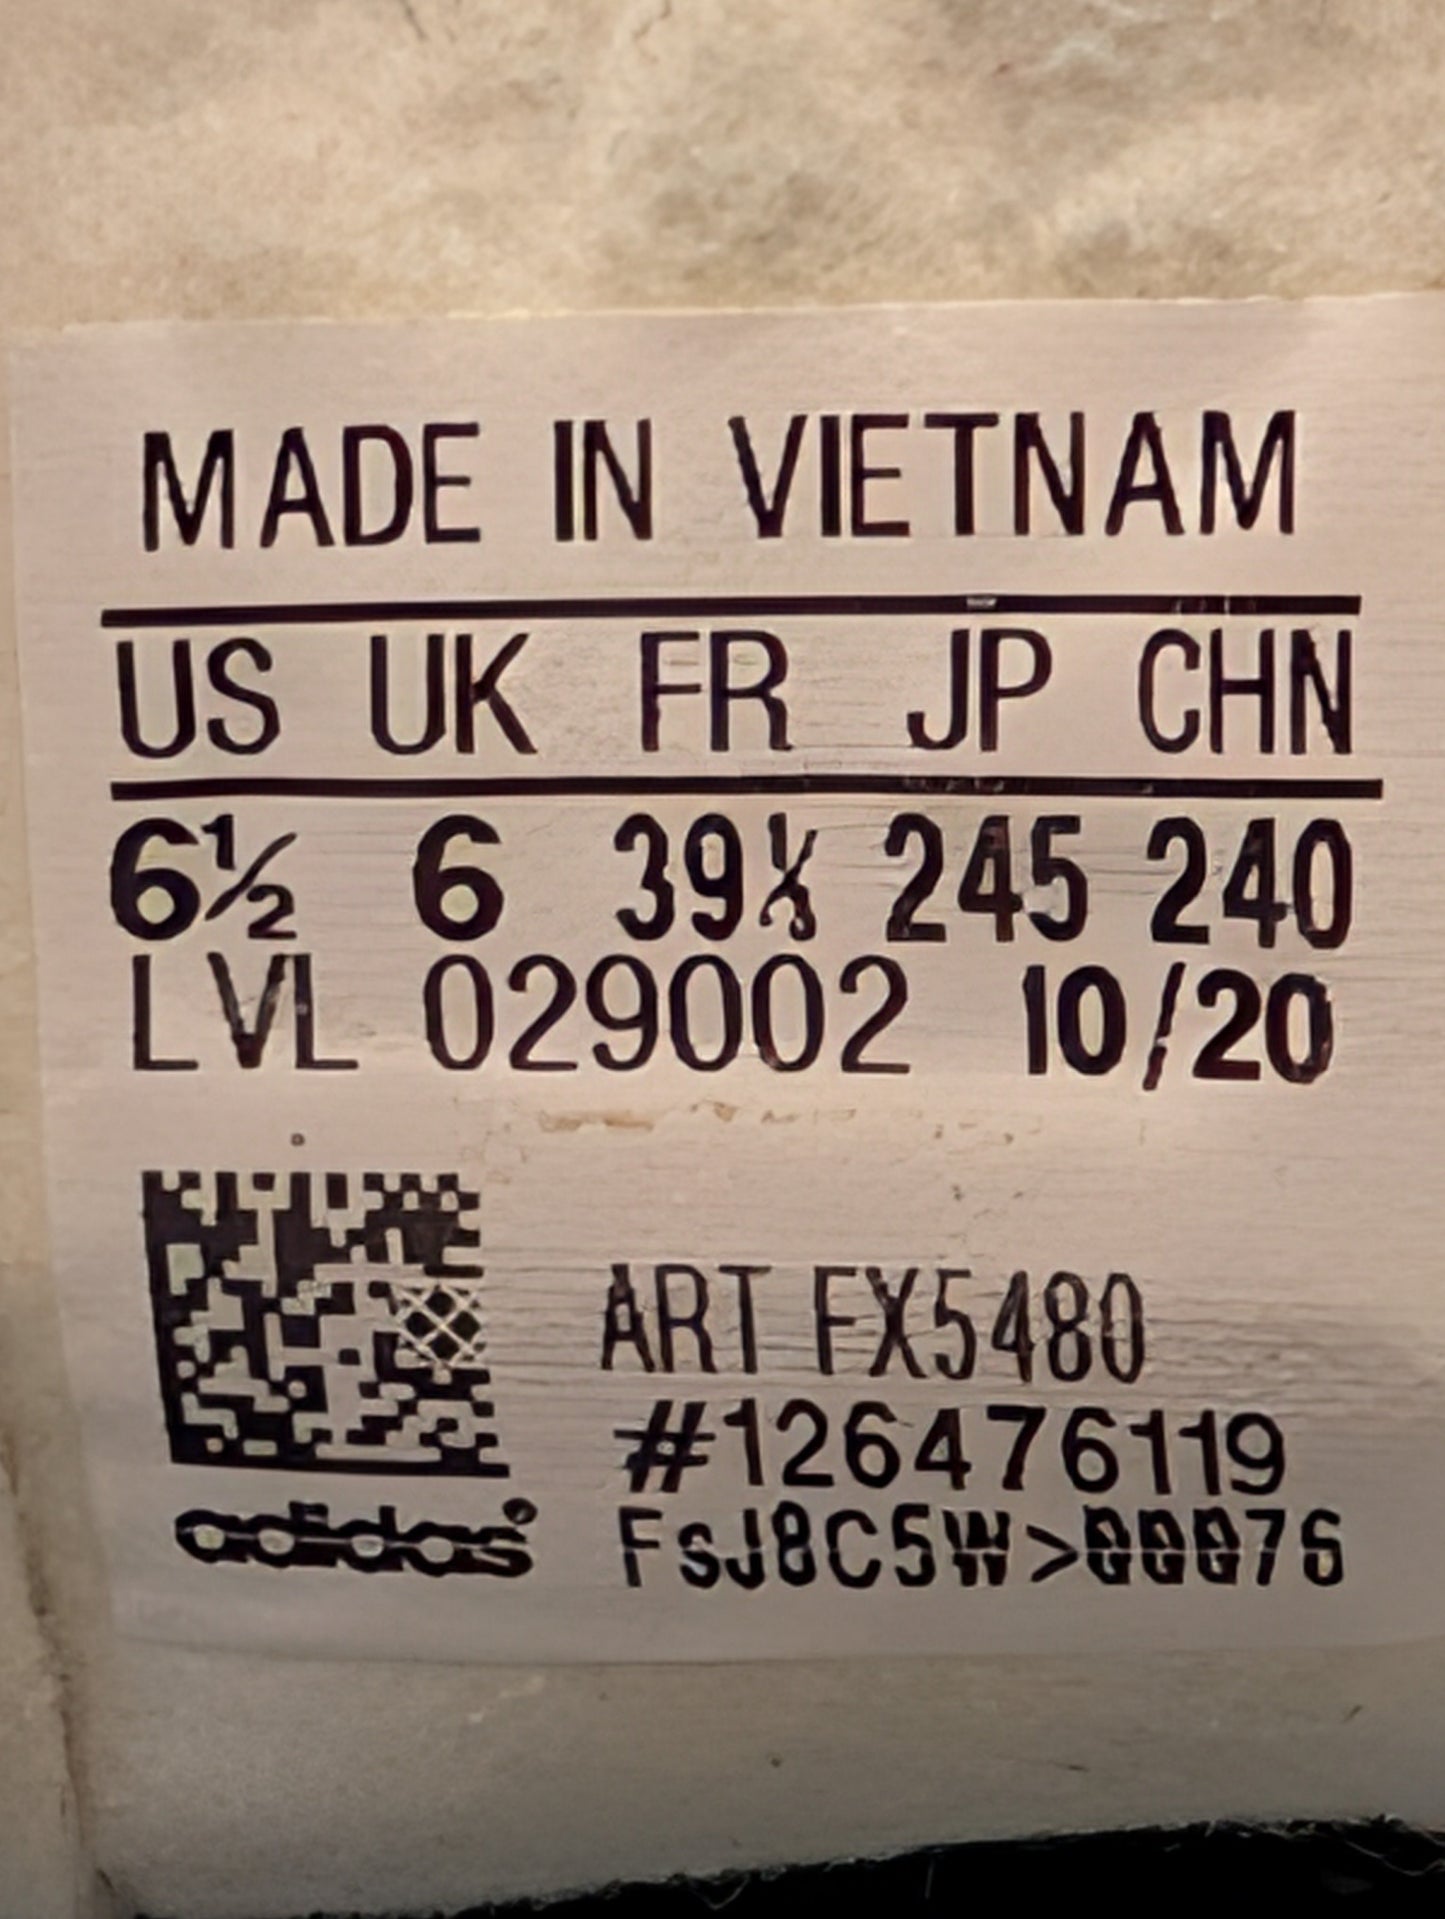 MADE IN VIETNAM
US UK FR JP CHN
6½ 6 39⅓ 245 240
LVL 029002 10/20
ART FX5480
#126476119
adidas FsJ8C5W>00076